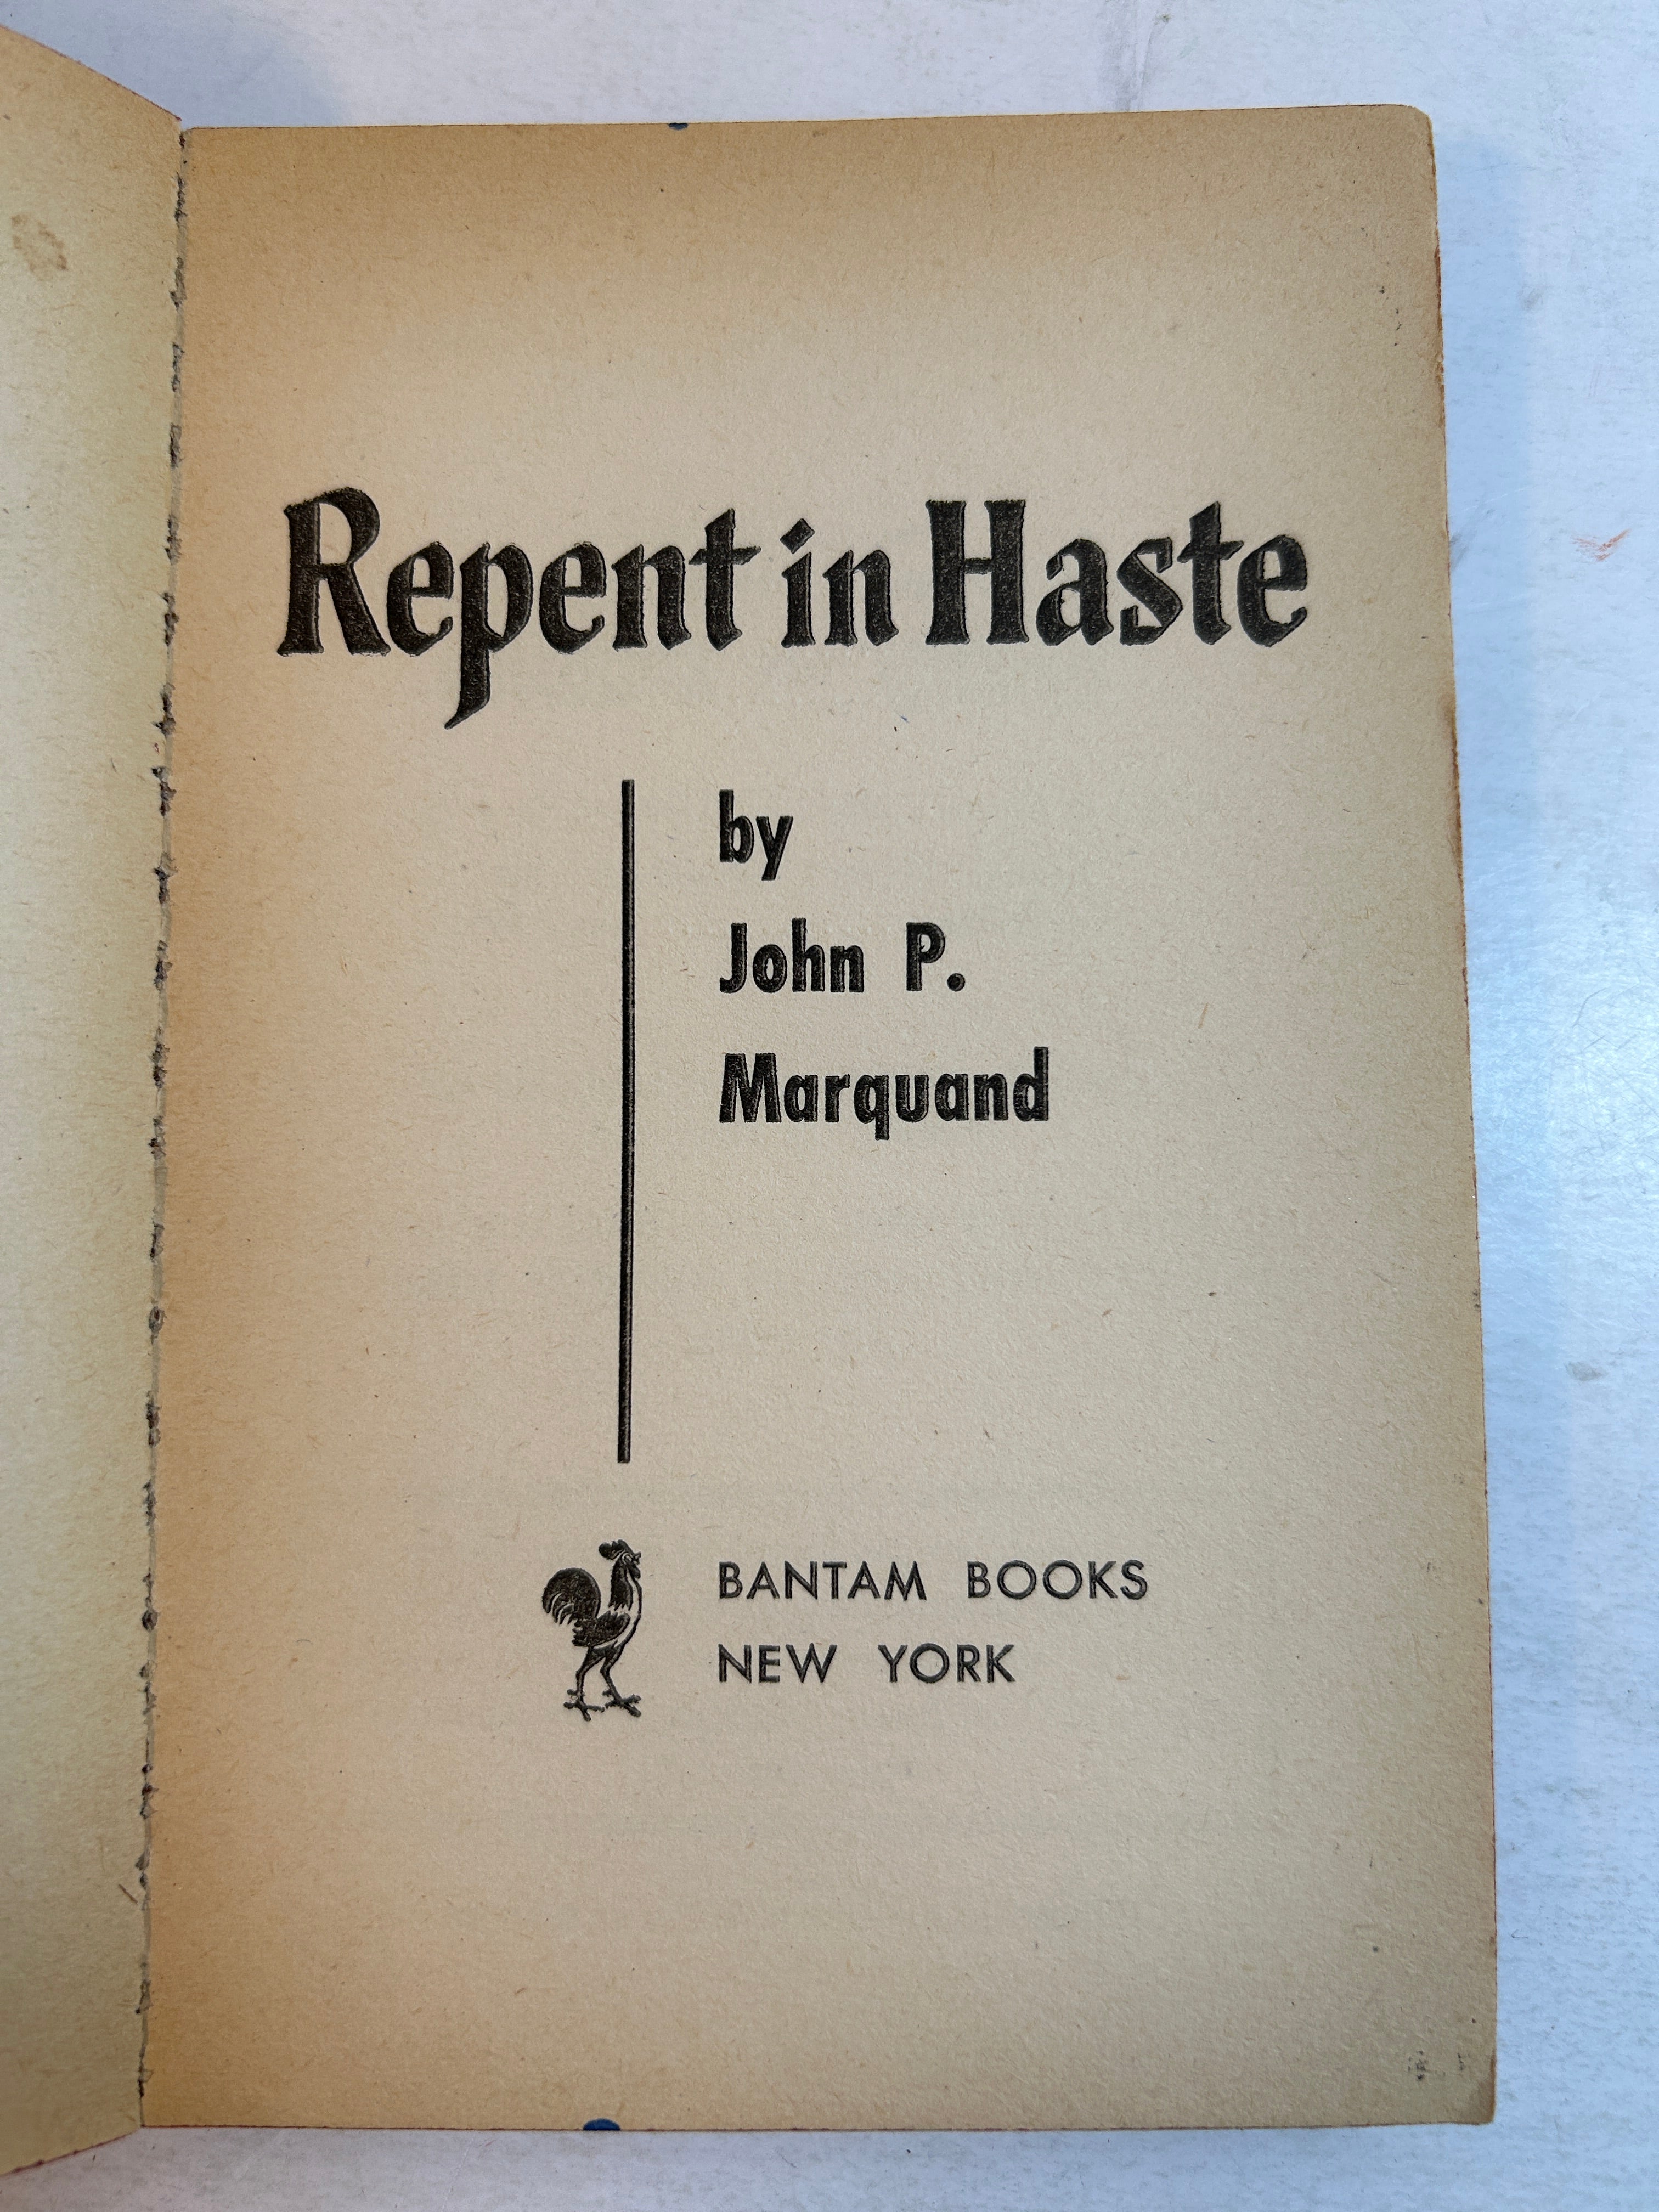 Repent in Haste
by
John P.
Marquand
BANTAM BOOKS
NEW YORK